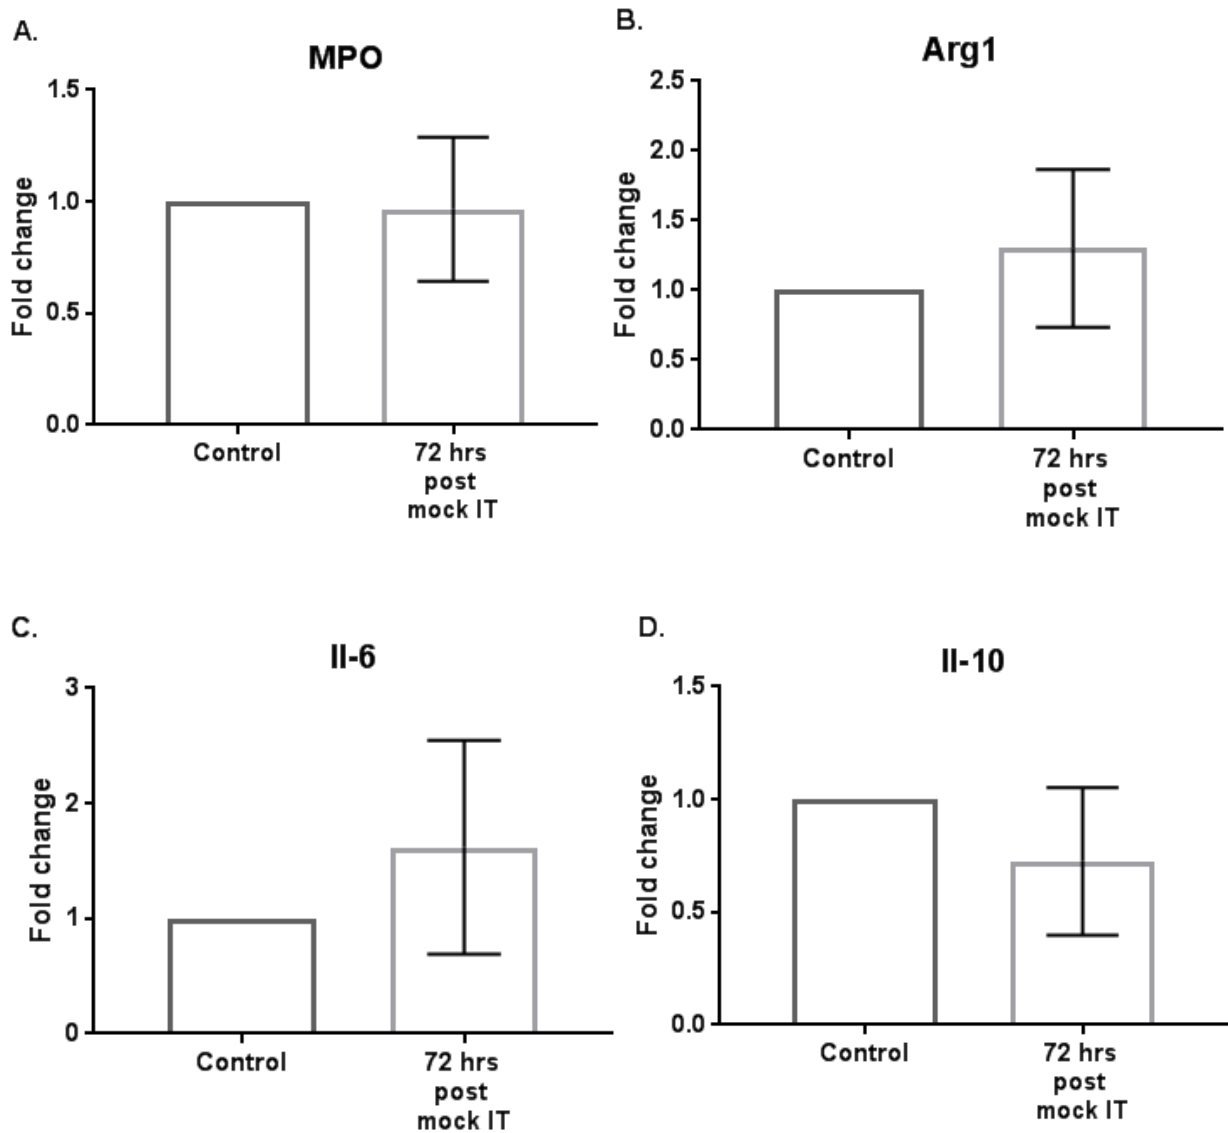 A.
MPO
Fold change
1.5
1.0
0.5
0.0
Control
72 hrs
post
mock IT
B.
Arg1
Fold change
2.5
2.0
1.5
1.0
0.5
0.0
Control
72 hrs
post
mock IT
C.
Il-6
Fold change
3
2
1
0
Control
72 hrs
post
mock IT
D.
Il-10
Fold change
1.5
1.0
0.5
0.0
Control
72 hrs
post
mock IT